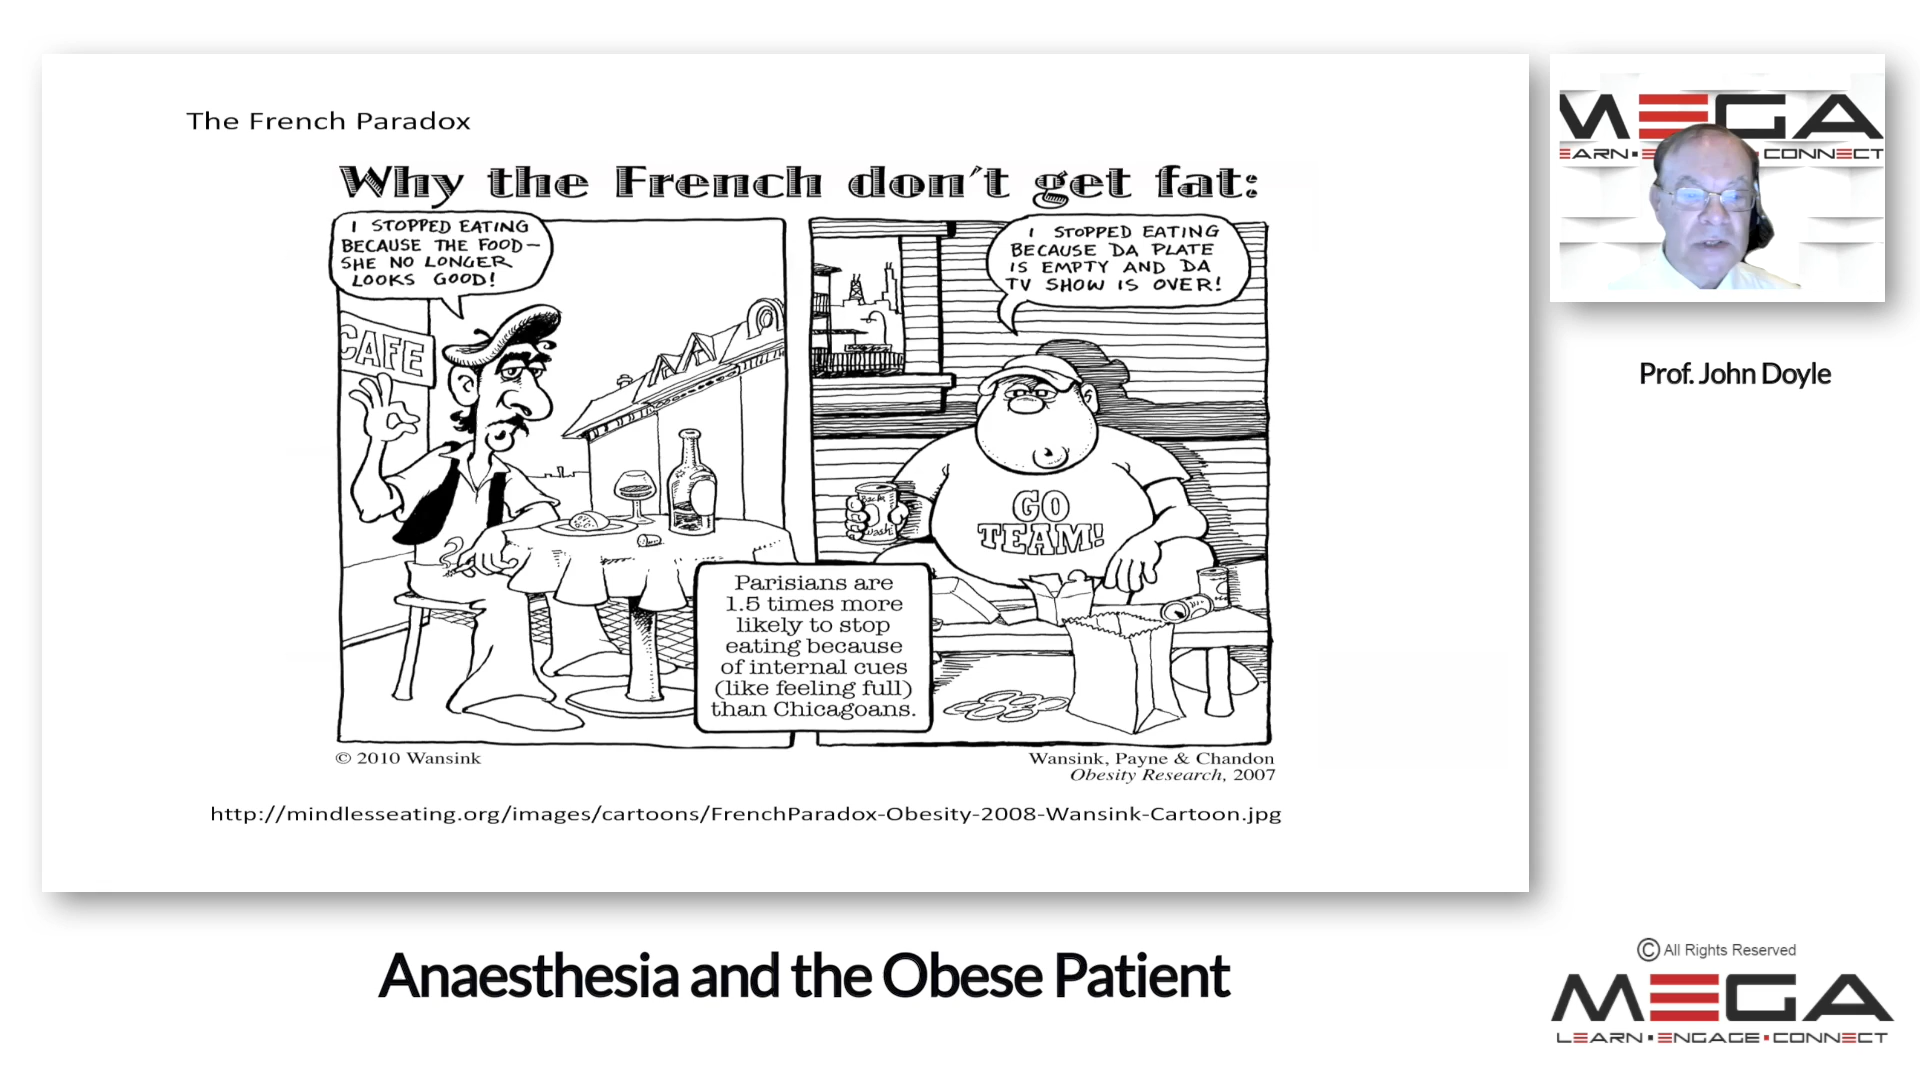 The French Paradox
Why the French don't get fat:
I STOPPED EATING
BECAUSE THE FOOD—
SHE NO LONGER
LOOKS GOOD!
I STOPPED EATING
BECAUSE DA PLATE
IS EMPTY AND DA
TV SHOW IS OVER!
CAFE
GO
TEAM!
Parisians are
1.5 times more
likely to stop
eating because
of internal cues
(like feeling full)
than Chicagoans.
© 2010 Wansink
Wansink, Payne & Chandon
Obesity Research, 2007
http://mindlesseating.org/images/cartoons/FrenchParadox-Obesity-2008-Wansink-Cartoon.jpg
MEGA
CONNECT
Prof. John Doyle
Anaesthesia and the Obese Patient
© All Rights Reserved
MEGA
LEARN▪ENGAGE▪CONNECT